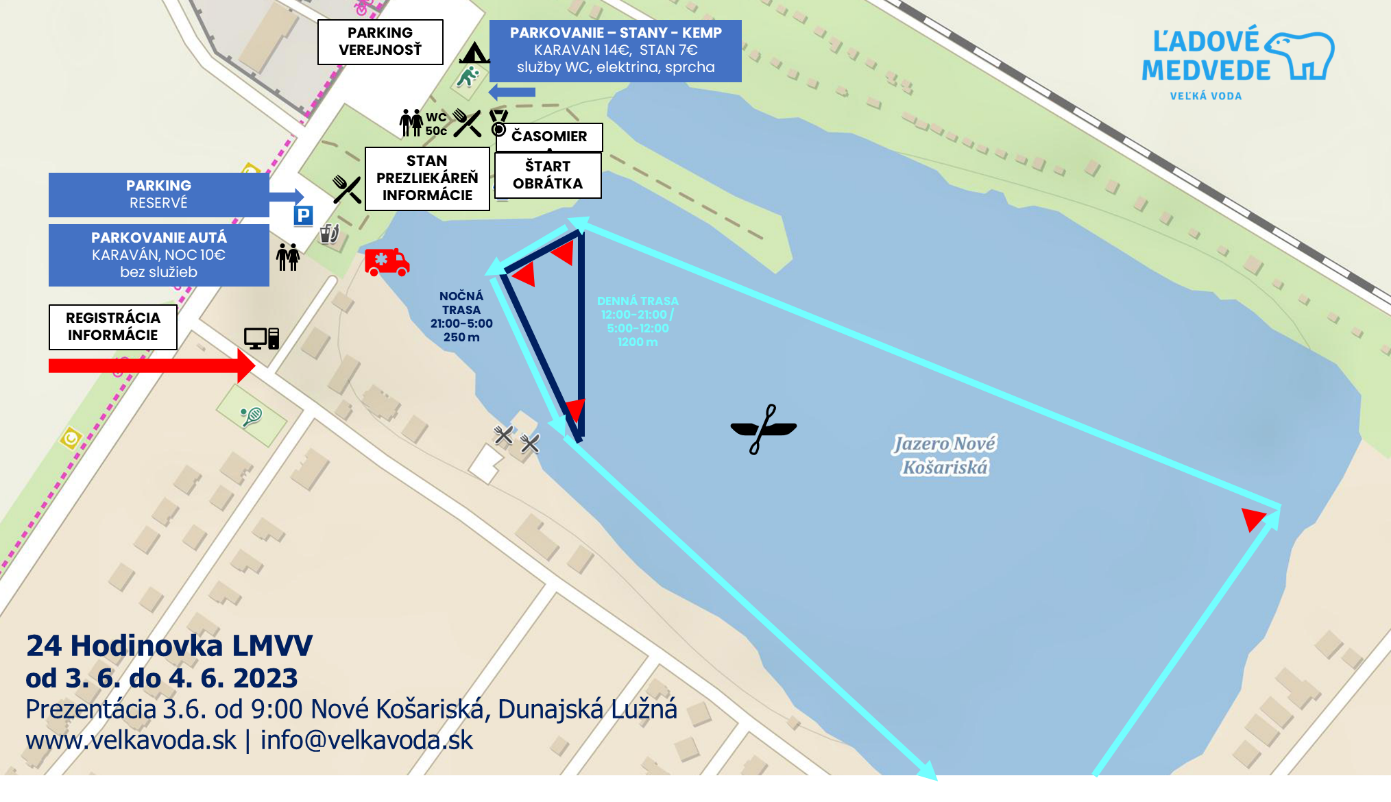 PARKING
VEREJNOSŤ
PARKOVANIE – STANY - KEMP
KARAVAN 14€, STAN 7€
služby WC, elektrina, sprcha
ĽADOVÉ
MEDVEDE
VEĽKÁ VODA
WC
50c
ČASOMIER
STAN
PREZLIEKÁREŇ
INFORMÁCIE
ŠTART
OBRÁTKA
PARKING
RESERVÉ
P
PARKOVANIE AUTÁ
KARAVÁN, NOC 10€
bez služieb
REGISTRÁCIA
INFORMÁCIE
NOČNÁ
TRASA
21:00-5:00
250 m
DENNÁ TRASA
12:00-21:00 /
5:00-12:00
1200 m
Jazero Nové
Košariská
24 Hodinovka LMVV
od 3. 6. do 4. 6. 2023
Prezentácia 3.6. od 9:00 Nové Košariská, Dunajská Lužná
www.velkavoda.sk | info@velkavoda.sk